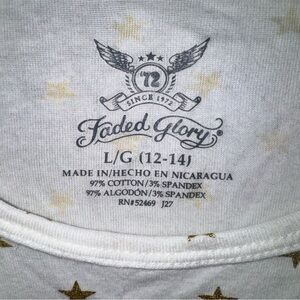 '72
SINCE 1972
Faded Glory®
L/G (12-14)
MADE IN/HECHO EN NICARAGUA
97% COTTON/3% SPANDEX
97% ALGODÓN/3% SPANDEX
RN#52469 J27